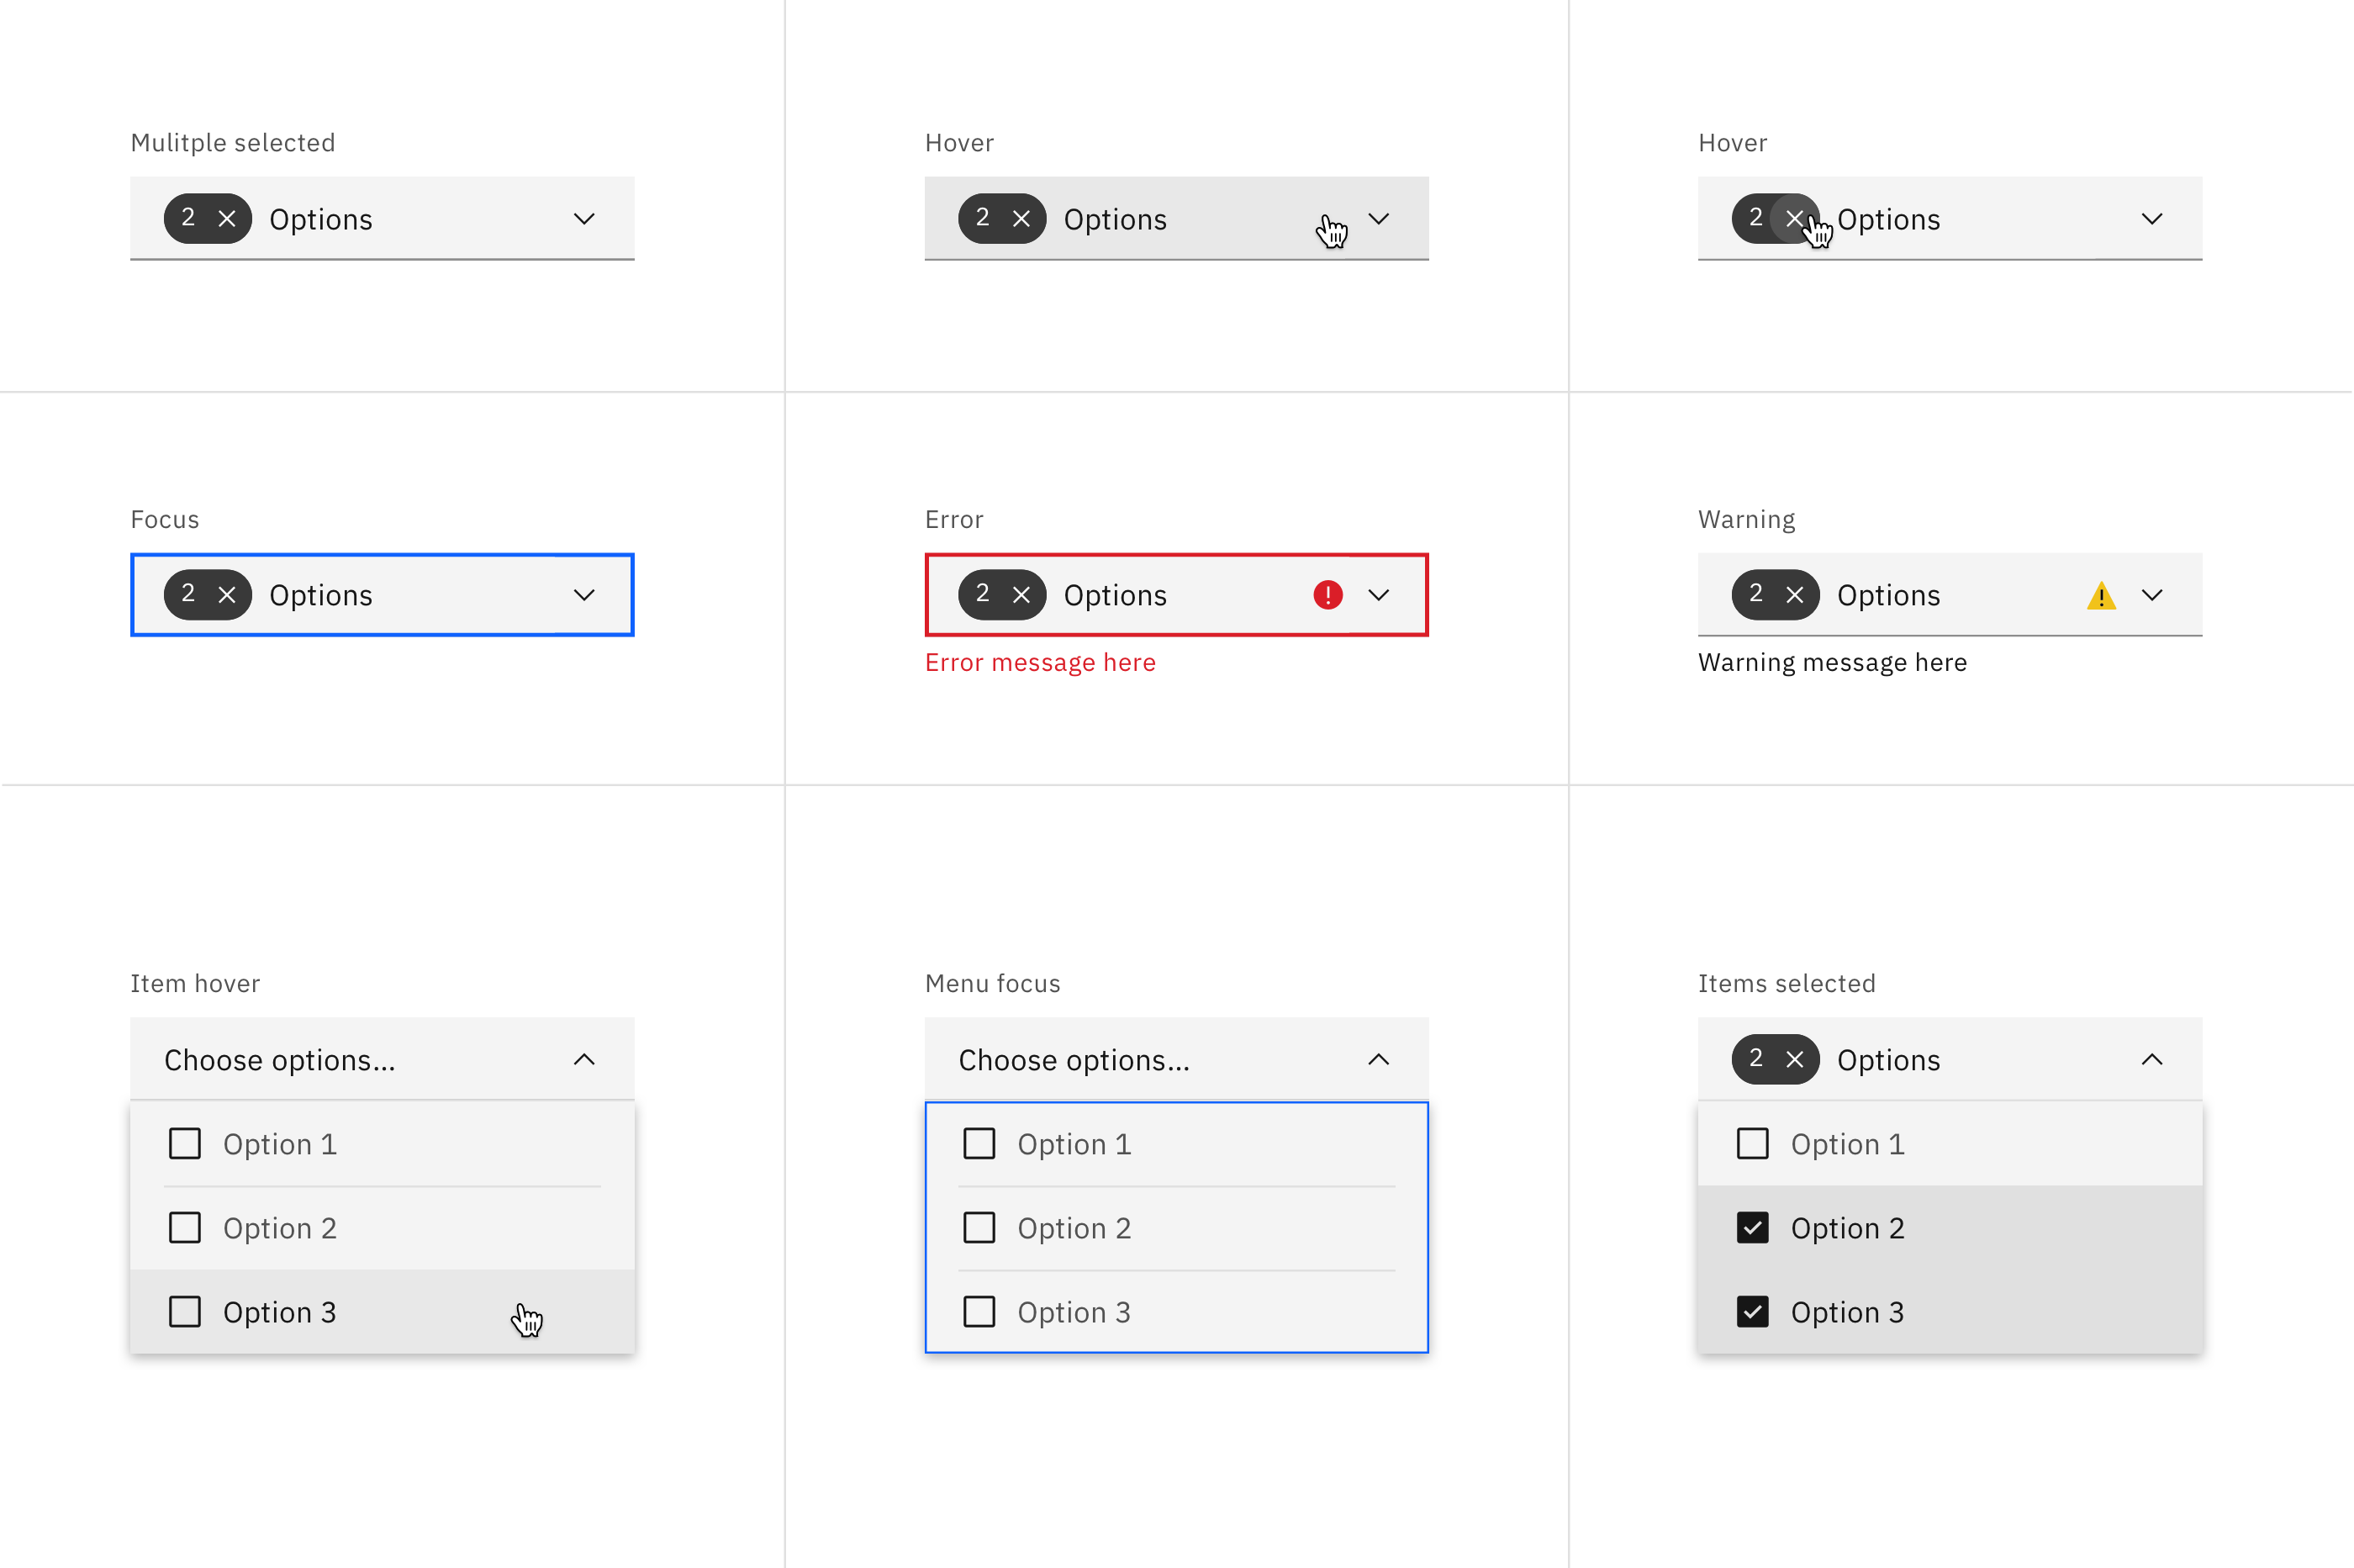 Mulitple selected
2 Options
Hover
2 Options
Hover
2 Options
Focus
2 Options
Error
2 Options
Error message here
Warning
2 Options
Warning message here
Item hover
Choose options...
Option 1
Option 2
Option 3
Menu focus
Choose options...
Option 1
Option 2
Option 3
Items selected
2 Options
Option 1
Option 2
Option 3